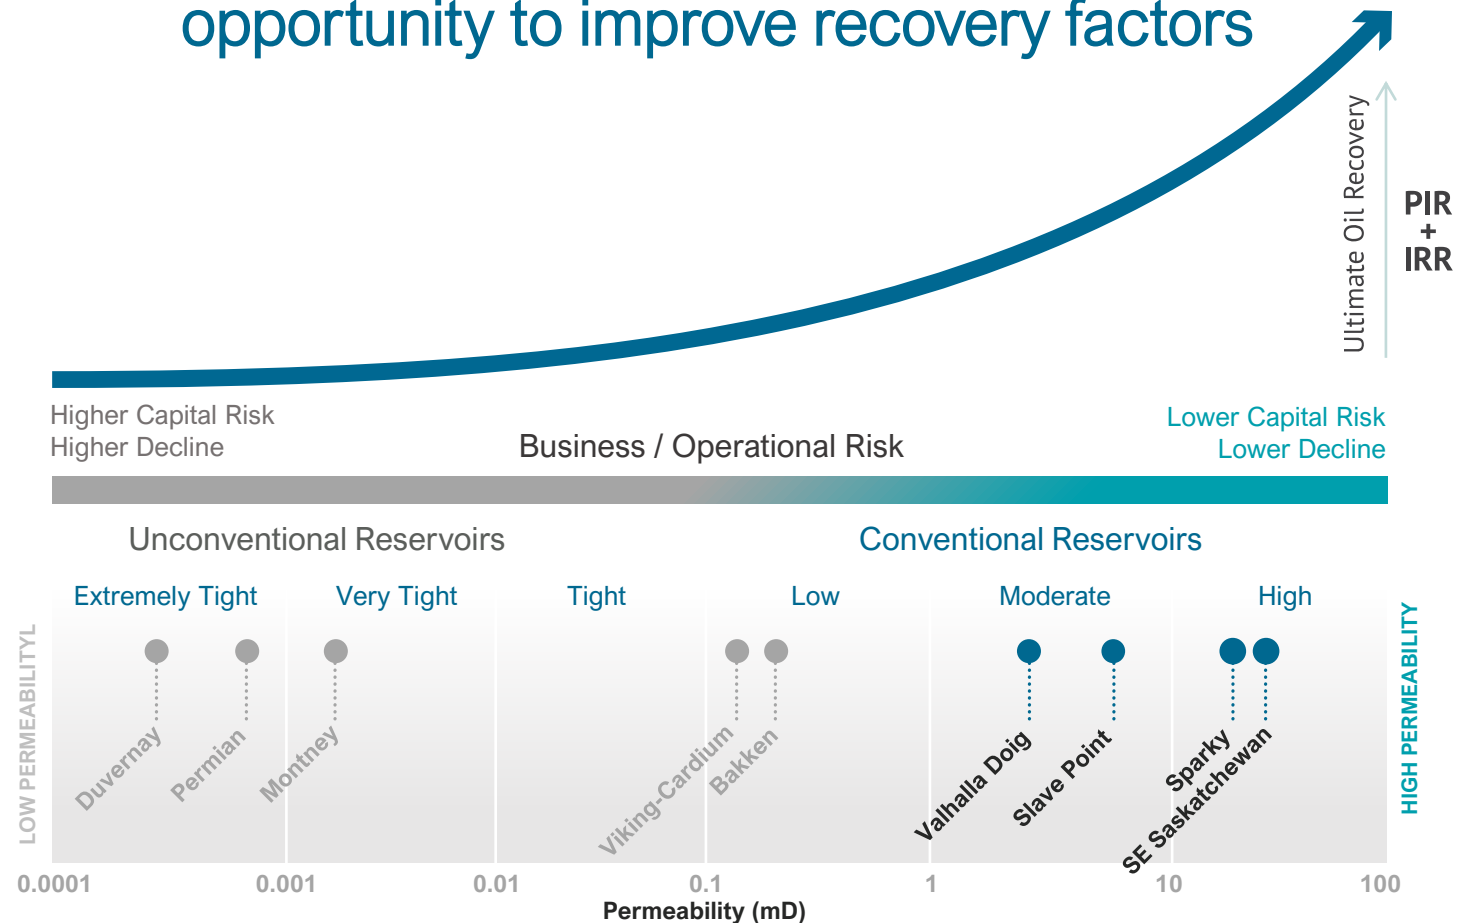 opportunity to improve recovery factors
Ultimate Oil Recovery
PIR
+
IRR
Higher Capital Risk
Higher Decline
Business / Operational Risk
Lower Capital Risk
Lower Decline
Unconventional Reservoirs
Conventional Reservoirs
Extremely Tight
Very Tight
Tight
Low
Moderate
High
LOW PERMEABILITYL
HIGH PERMEABILITY
Duvernay
Permian
Montney
Viking-Cardium
Bakken
Valhalla Doig
Slave Point
Sparky
SE Saskatchewan
0.0001
0.001
0.01
0.1
1
10
100
Permeability (mD)